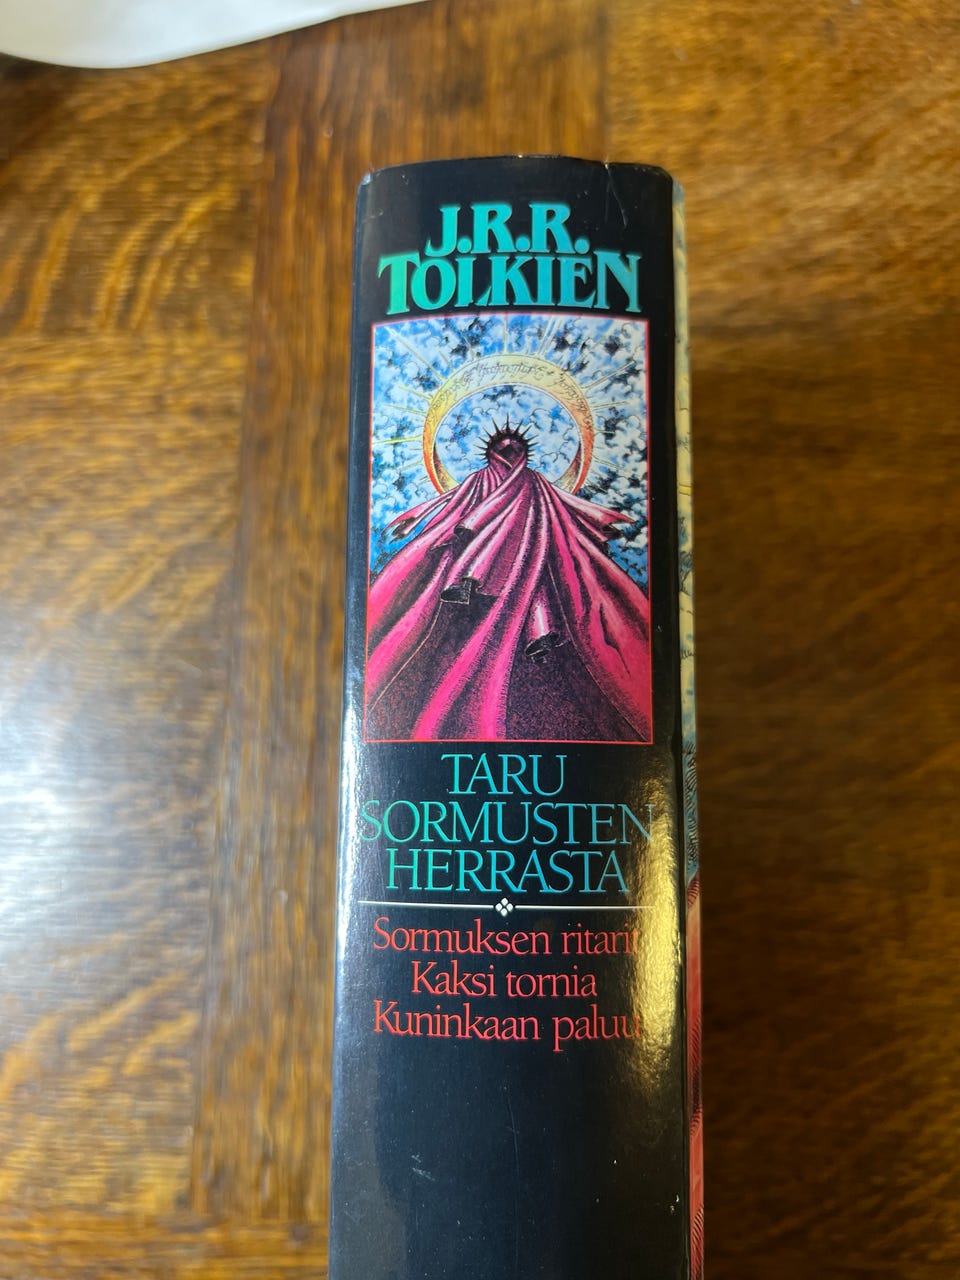 J.R.R.
TOLKIEN
TARU
SORMUSTEN
HERRASTA
Sormuksen ritarit
Kaksi tornia
Kuninkaan paluu